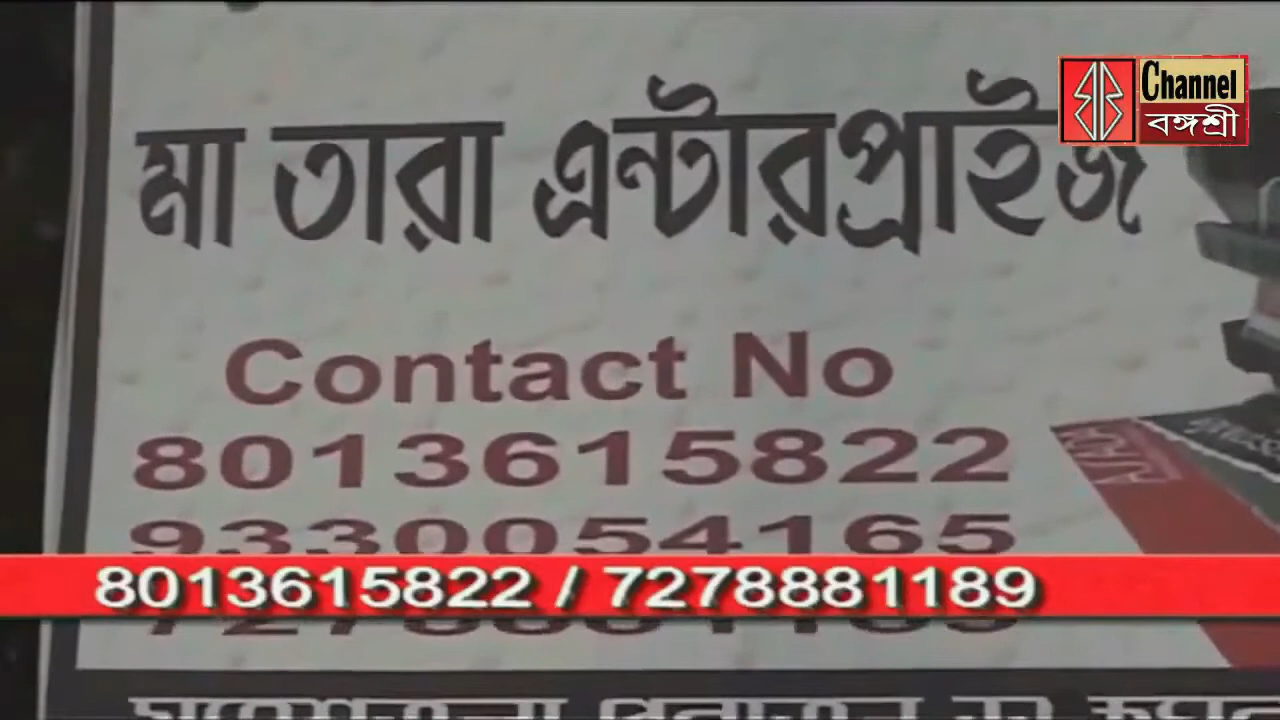 Channel
বঙ্গশ্রী
মা তারা এন্টারপ্রাইজ
Contact No
8013615822
9330054165
8013615822 / 7278881189